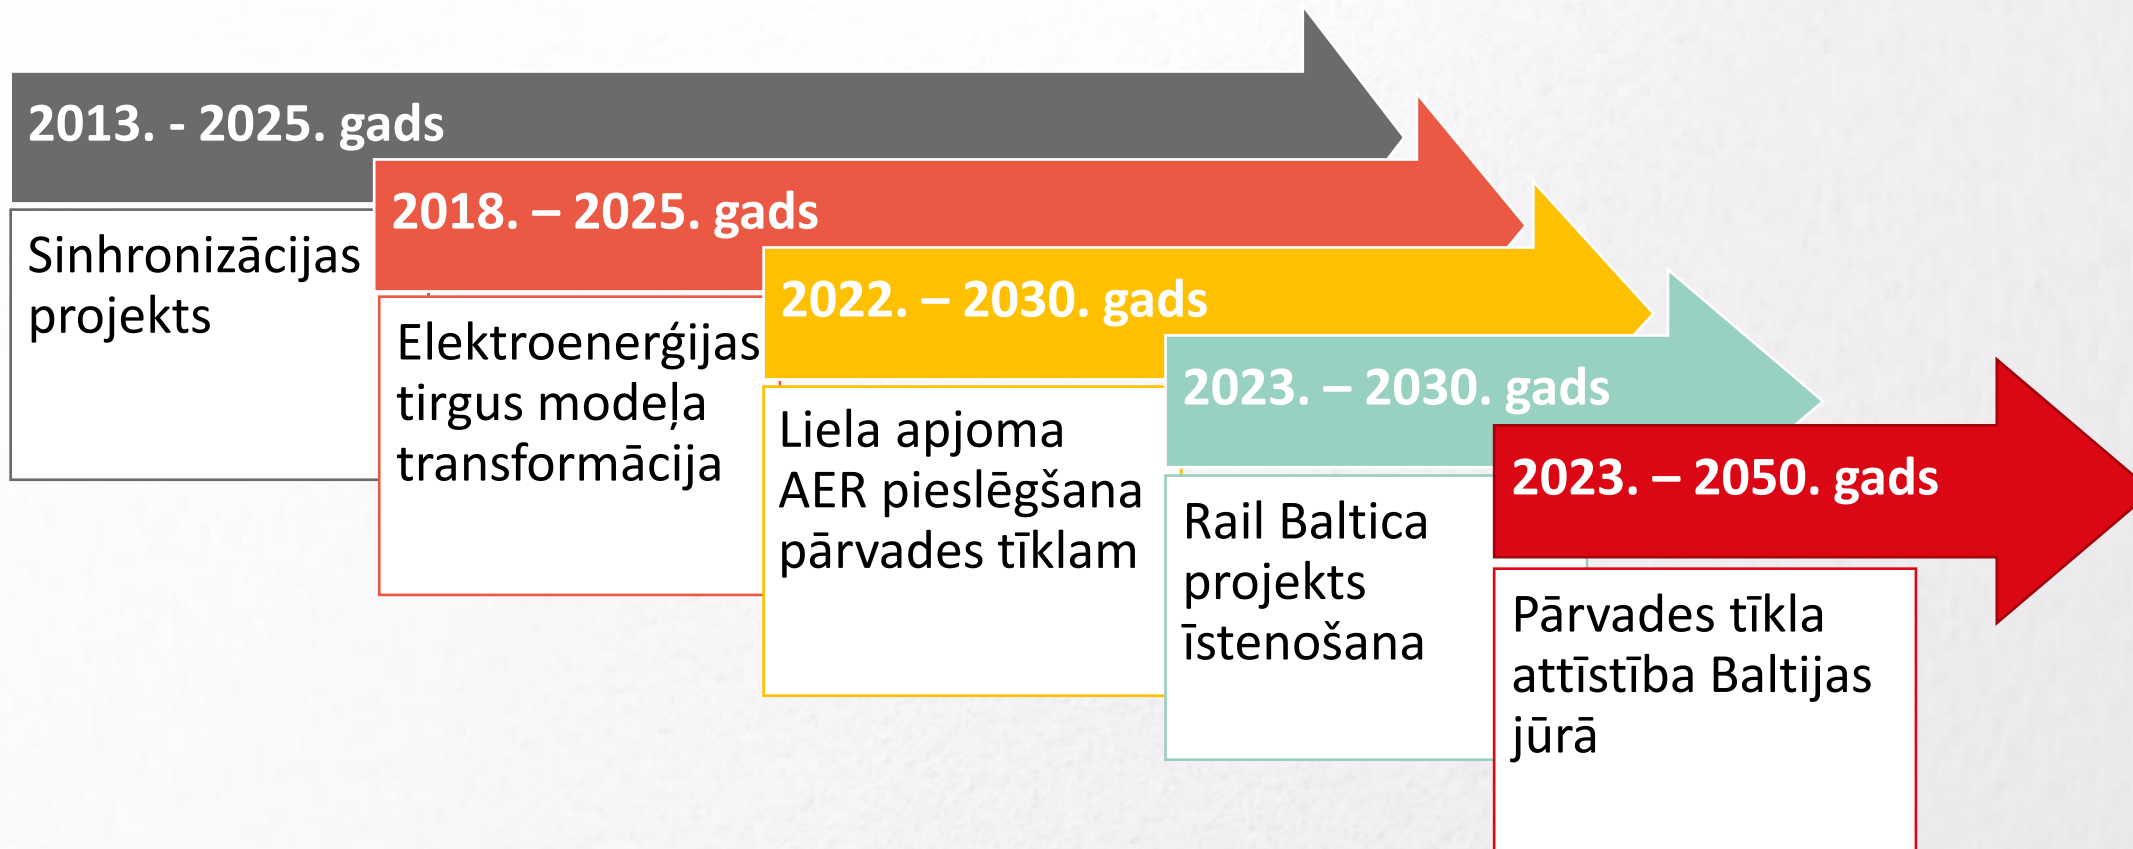 2013. - 2025. gads
Sinhronizācijas
projekts
2018. – 2025. gads
Elektroenerģijas
tirgus modeļa
transformācija
2022. – 2030. gads
Liela apjoma
AER pieslēgšana
pārvades tīklam
2023. – 2030. gads
Rail Baltica
projekts
īstenošana
2023. – 2050. gads
Pārvades tīkla
attīstība Baltijas
jūrā